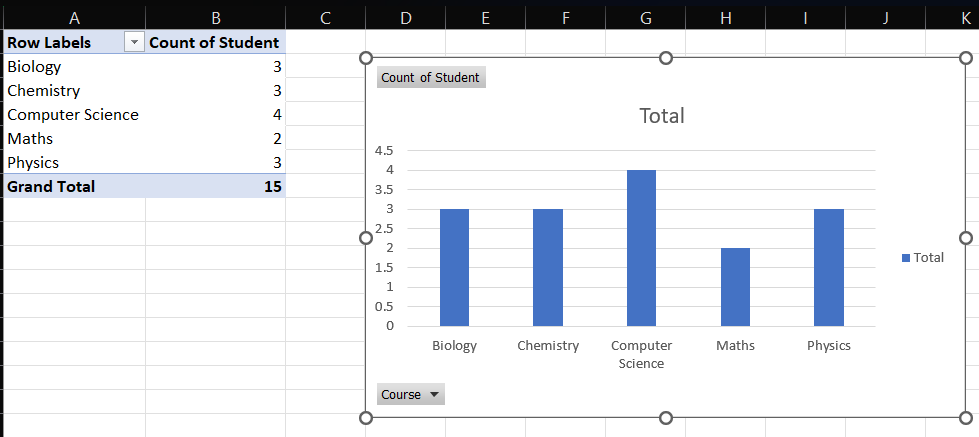 A B C D E F G H I J K
Row Labels Count of Student
Biology 3
Chemistry 3
Computer Science 4
Maths 2
Physics 3
Grand Total 15
Count of Student
Total
4.5
4
3.5
3
2.5
2
1.5
1
0.5
0
Biology Chemistry Computer Maths Physics
Science
Total
Course